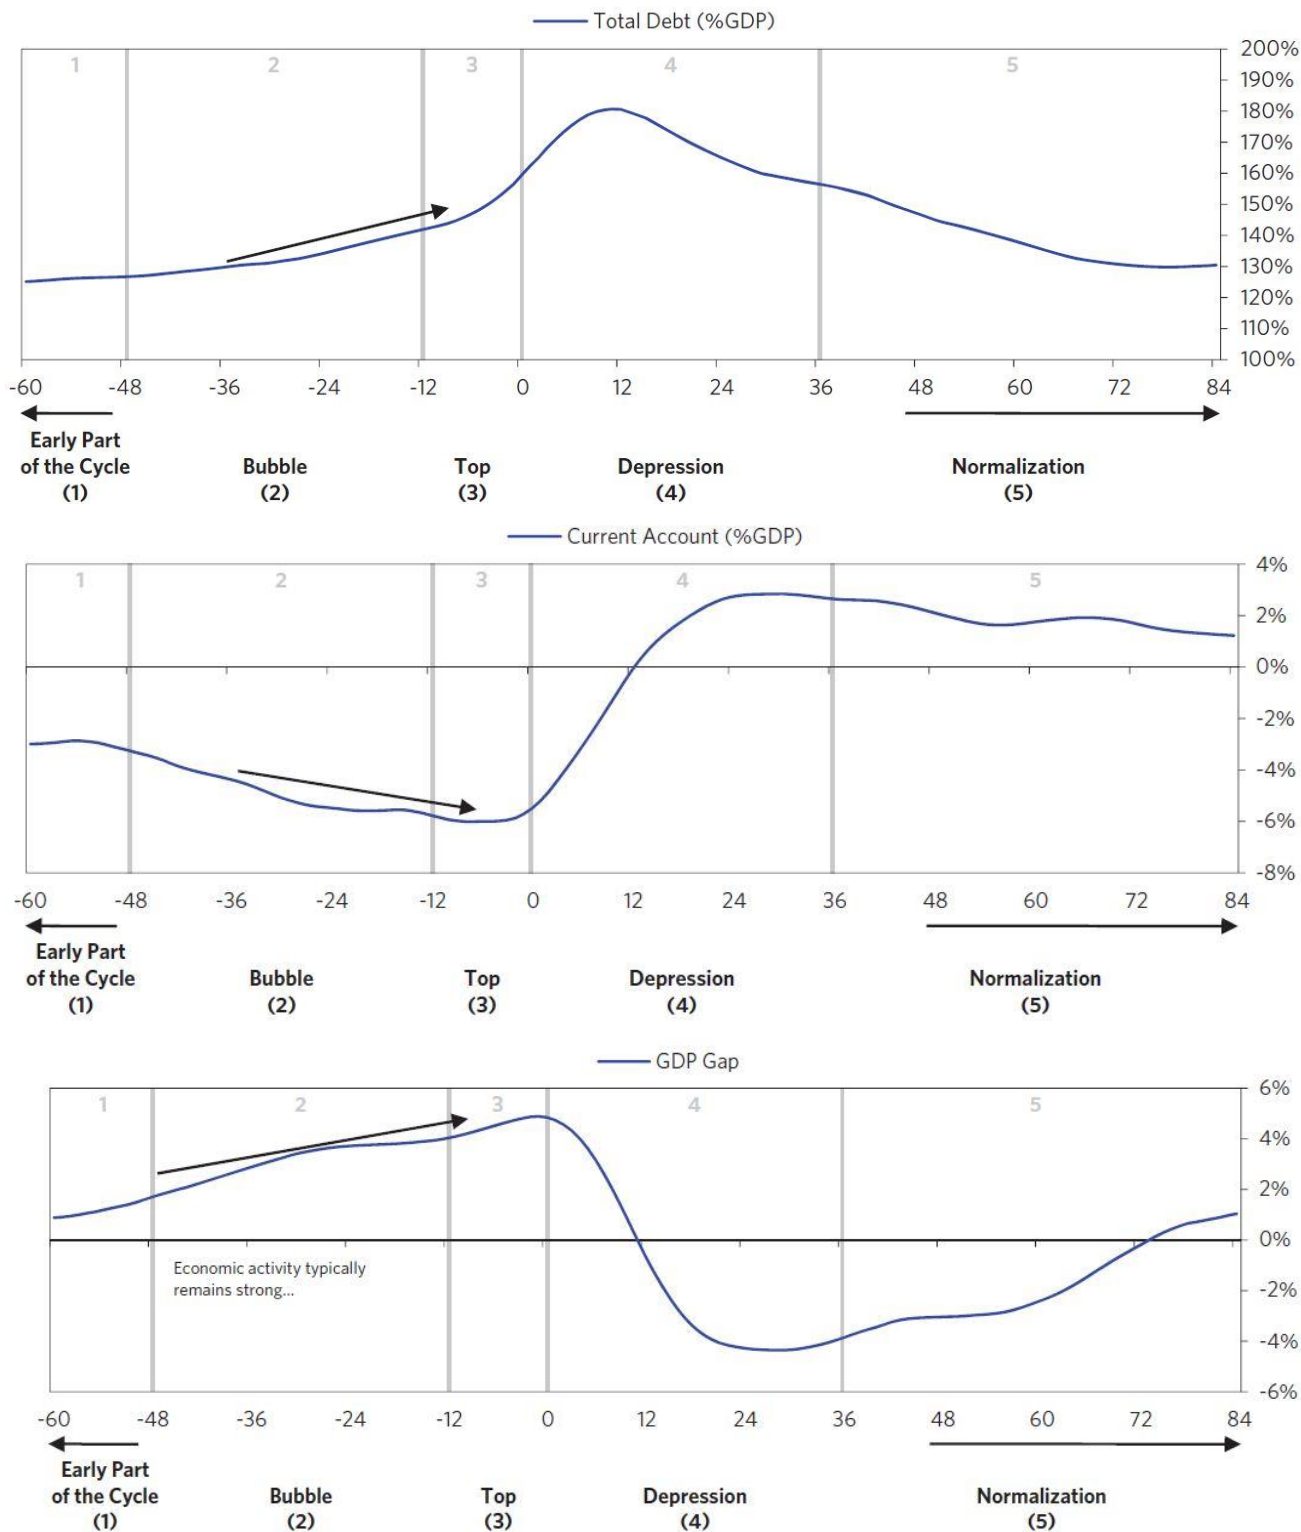 Total Debt (%GDP)
1 2 3 4 5
200%
190%
180%
170%
160%
150%
140%
130%
120%
110%
100%
-60 -48 -36 -24 -12 0 12 24 36 48 60 72 84
Early Part
of the Cycle Bubble Top Depression Normalization
(1) (2) (3) (4) (5)
Current Account (%GDP)
1 2 3 4 5
4%
2%
0%
-2%
-4%
-6%
-8%
-60 -48 -36 -24 -12 0 12 24 36 48 60 72 84
Early Part
of the Cycle Bubble Top Depression Normalization
(1) (2) (3) (4) (5)
GDP Gap
1 2 3 4 5
6%
4%
2%
0%
Economic activity typically
remains strong...
-2%
-4%
-6%
-60 -48 -36 -24 -12 0 12 24 36 48 60 72 84
Early Part
of the Cycle Bubble Top Depression Normalization
(1) (2) (3) (4) (5)